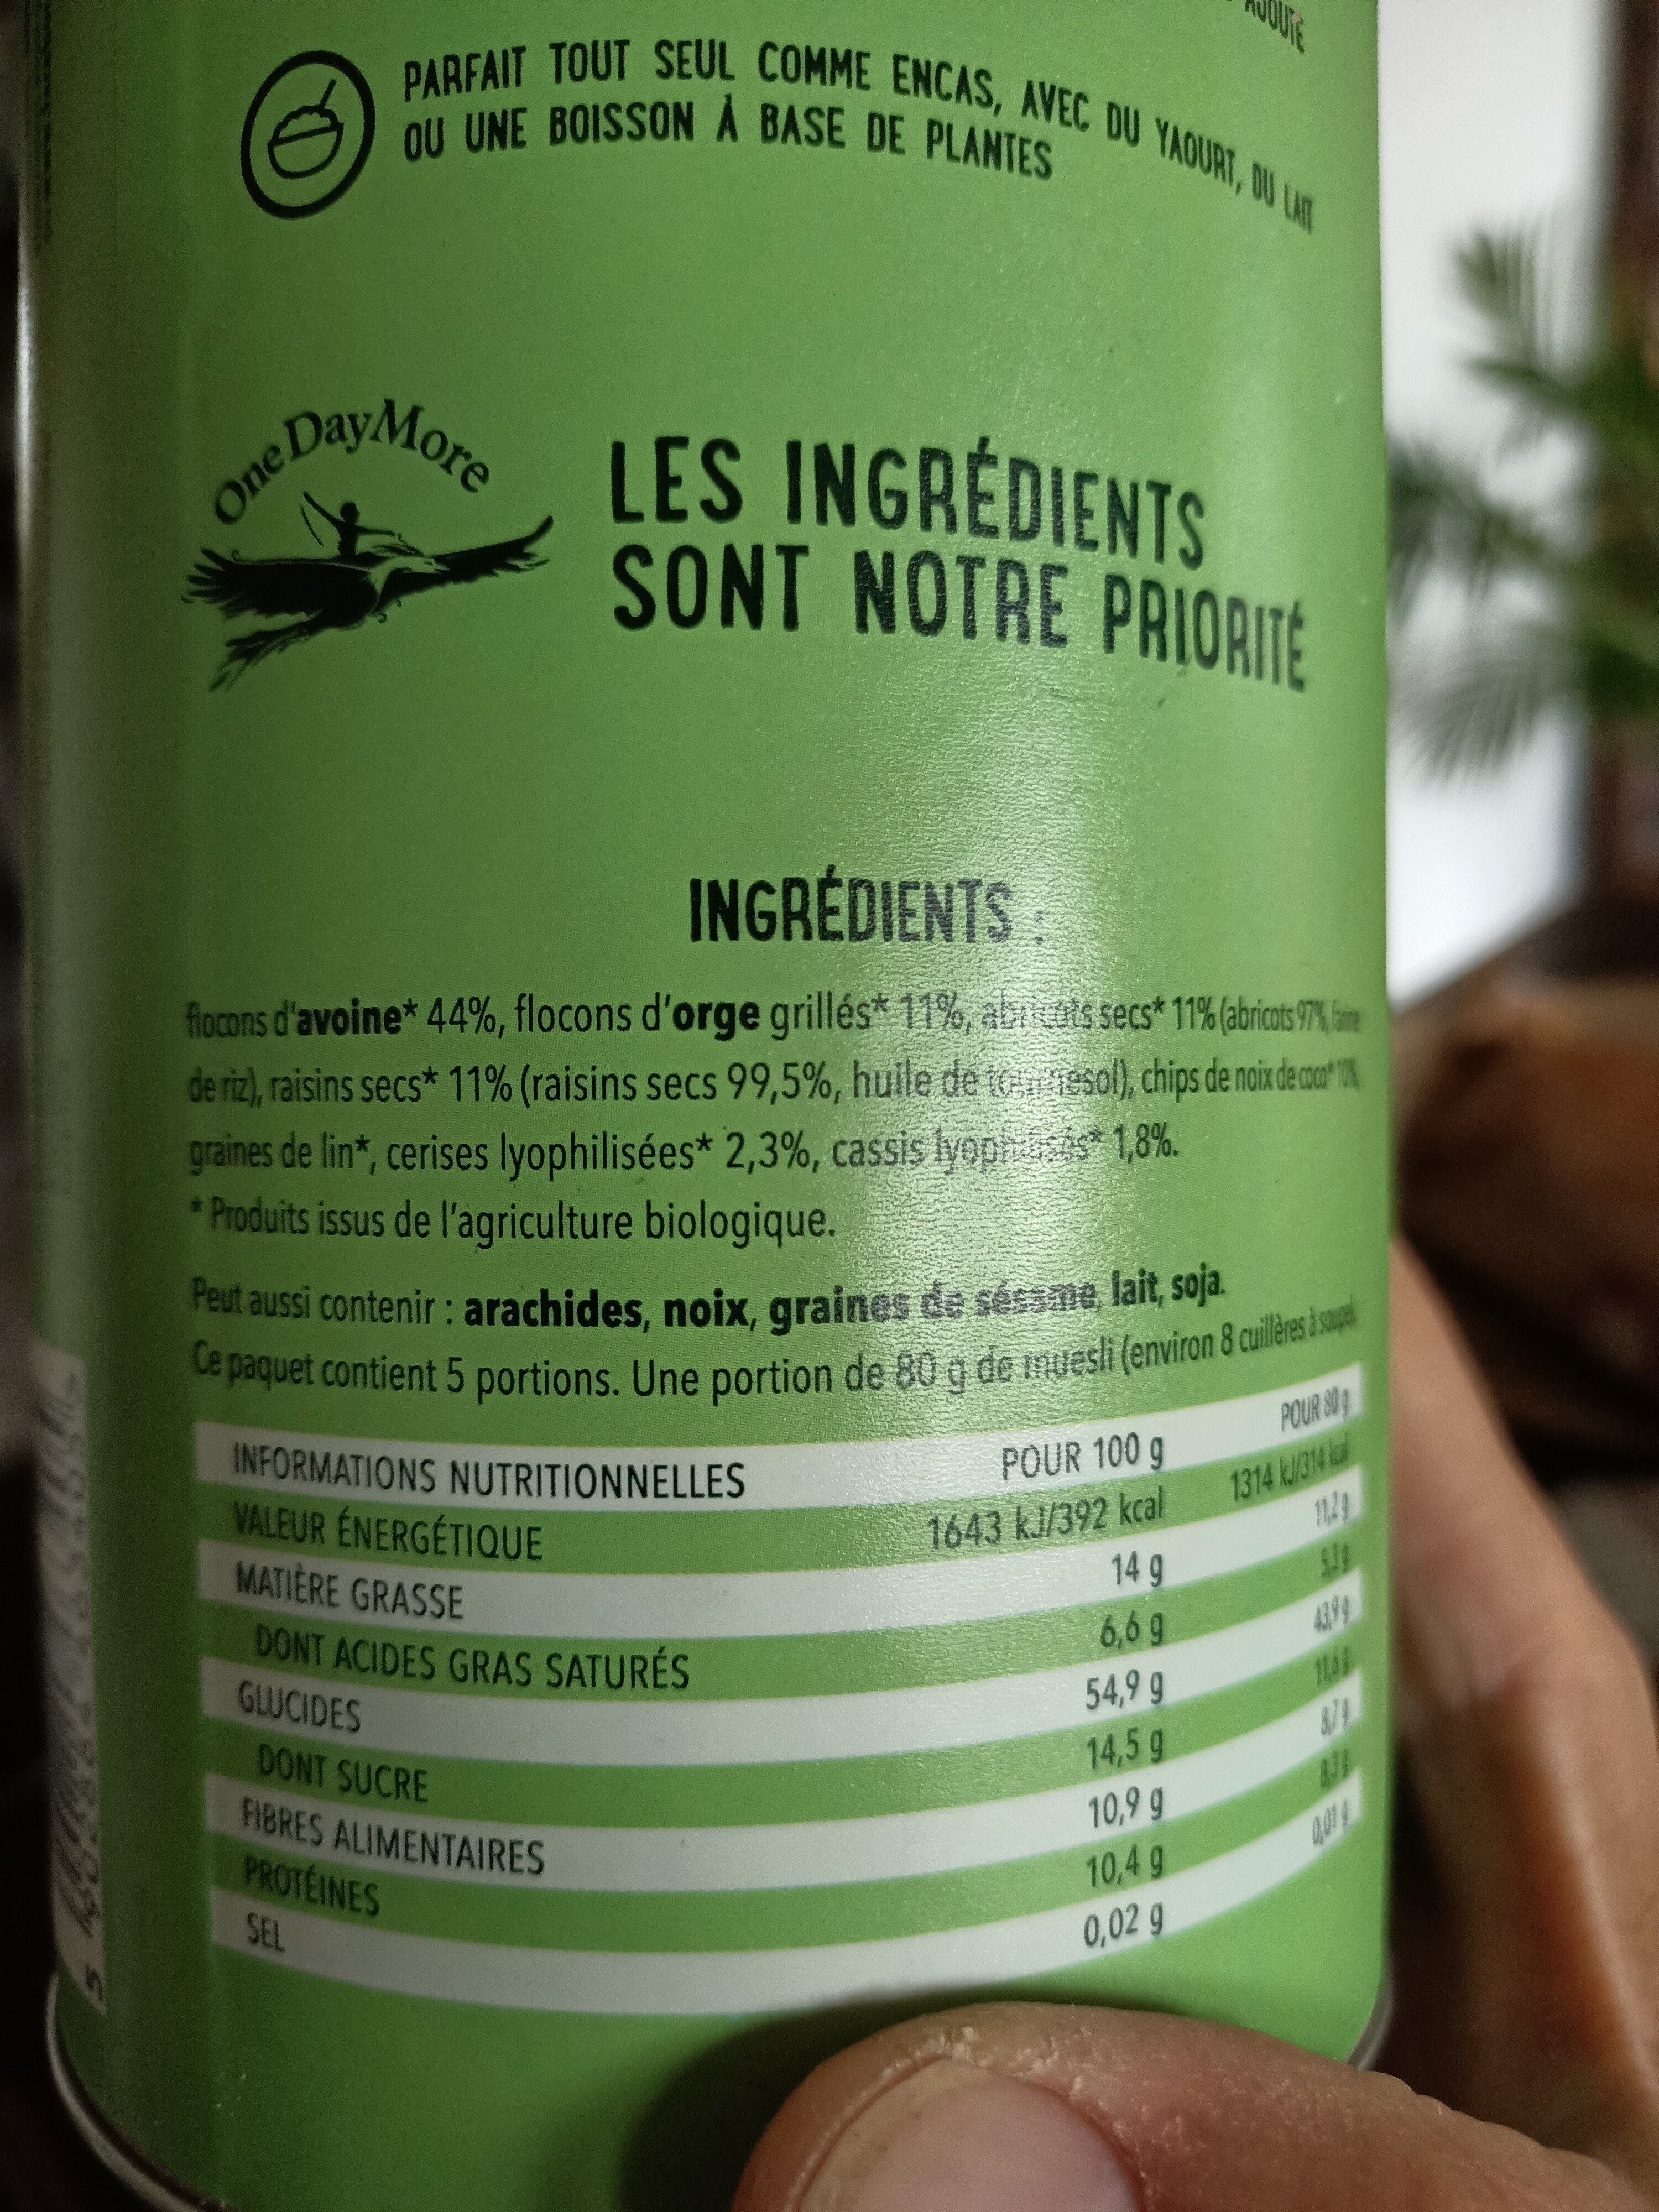 AJOUTÉ
PARFAIT TOUT SEUL COMME ENCAS, AVEC DU YAOURT, DU LAIT
OU UNE BOISSON À BASE DE PLANTES
OneDayMore
LES INGRÉDIENTS
SONT NOTRE PRIORITÉ
INGRÉDIENTS :
flocons d'avoine* 44%, flocons d'orge grillés* 11%, abricots secs* 11% (abricots 97%, farine
de riz), raisins secs* 11% (raisins secs 99,5%, huile de tournesol), chips de noix de coco* 10%,
graines de lin*, cerises lyophilisées* 2,3%, cassis lyophilisés* 1,8%.
* Produits issus de l'agriculture biologique.
Peut aussi contenir : arachides, noix, graines de sésame, lait, soja.
Ce paquet contient 5 portions. Une portion de 80 g de muesli (environ 8 cuillères à soupe).
INFORMATIONS NUTRITIONNELLES POUR 100 g POUR 80 g
VALEUR ÉNERGÉTIQUE 1643 kJ/392 kcal 1314 kJ/314 kcal
MATIÈRE GRASSE 14 g 11,2 g
DONT ACIDES GRAS SATURÉS 6,6 g 5,3 g
GLUCIDES 54,9 g 43,9 g
DONT SUCRE 14,5 g 11,6 g
FIBRES ALIMENTAIRES 10,9 g 8,7 g
PROTÉINES 10,4 g 8,3 g
SEL 0,02 g 0,01 g